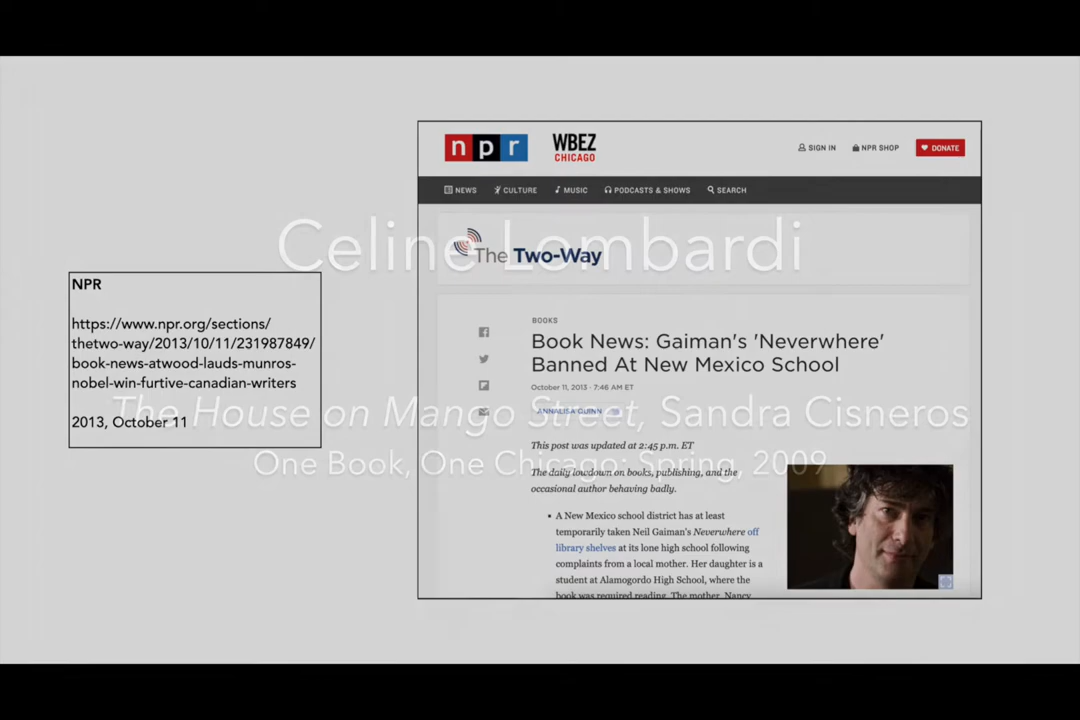 NPR
https://www.npr.org/sections/
thetwo-way/2013/10/11/231987849/
book-news-atwood-lauds-munros-
nobel-win-furtive-canadian-writers
2013, October 11
npr WBEZ CHICAGO
SIGN IN NPR SHOP DONATE
NEWS CULTURE MUSIC PODCASTS & SHOWS SEARCH
The Two-Way
BOOKS
Book News: Gaiman's 'Neverwhere'
Banned At New Mexico School
October 11, 2013 · 7:46 AM ET
ANNALISA QUINN
This post was updated at 2:45 p.m. ET
The daily lowdown on books, publishing, and the
occasional author behaving badly.
▪ A New Mexico school district has at least
temporarily taken Neil Gaiman's Neverwhere off
library shelves at its lone high school following
complaints from a local mother. Her daughter is a
student at Alamogordo High School, where the
book was required reading. The mother, Nancy
Celine Lombardi
The House on Mango Street, Sandra Cisneros
One Book, One Chicago: Spring, 2009